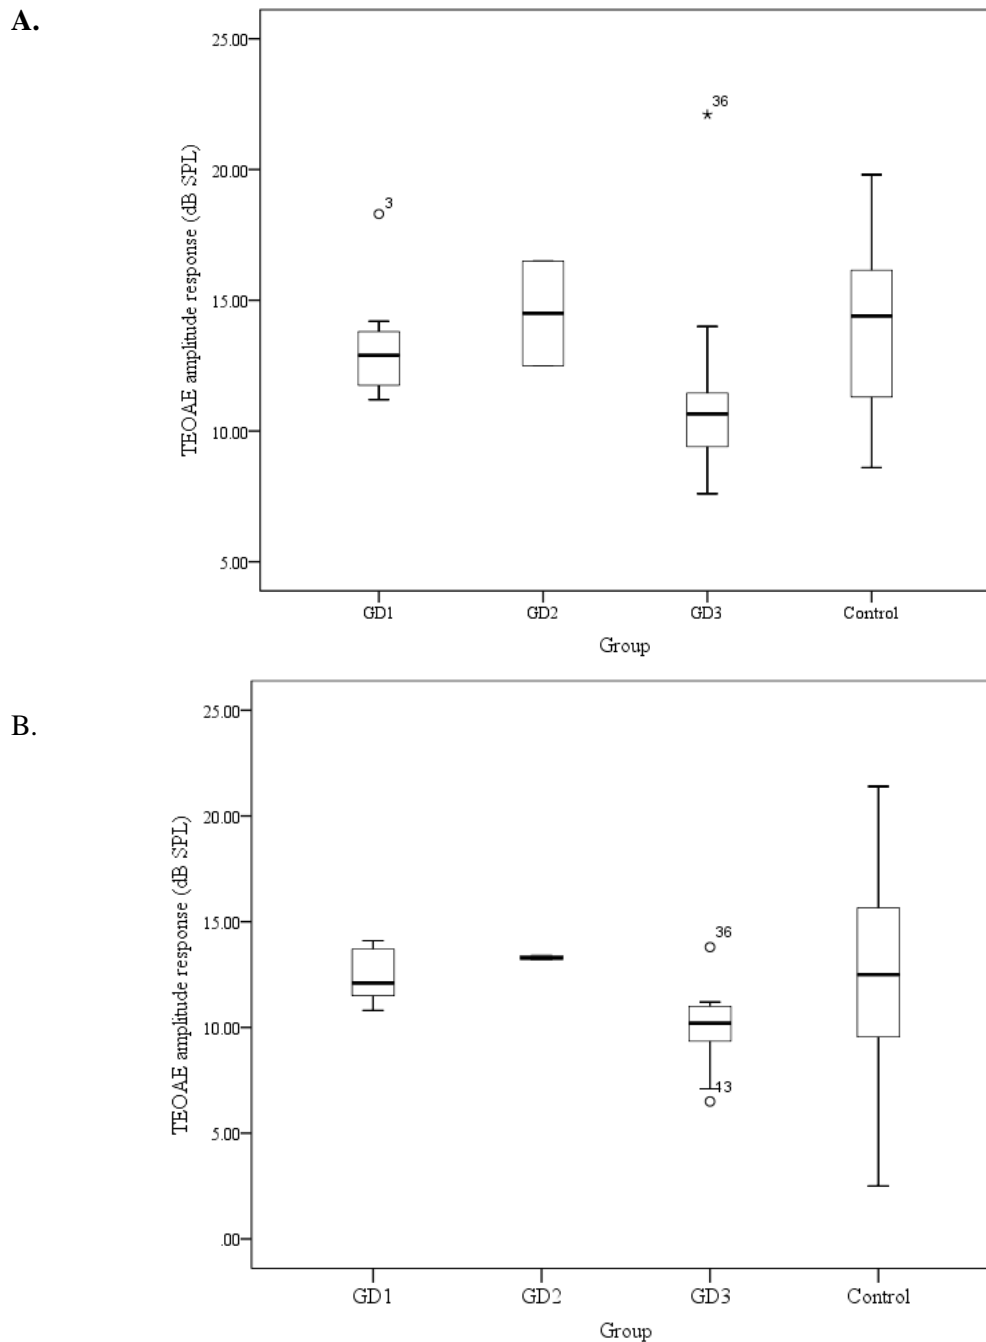 A.
TEOAE amplitude response (dB SPL)
25.00
20.00
15.00
10.00
5.00
36
3
GD1 GD2 GD3 Control
Group
B.
TEOAE amplitude response (dB SPL)
25.00
20.00
15.00
10.00
5.00
.00
36
13
GD1 GD2 GD3 Control
Group